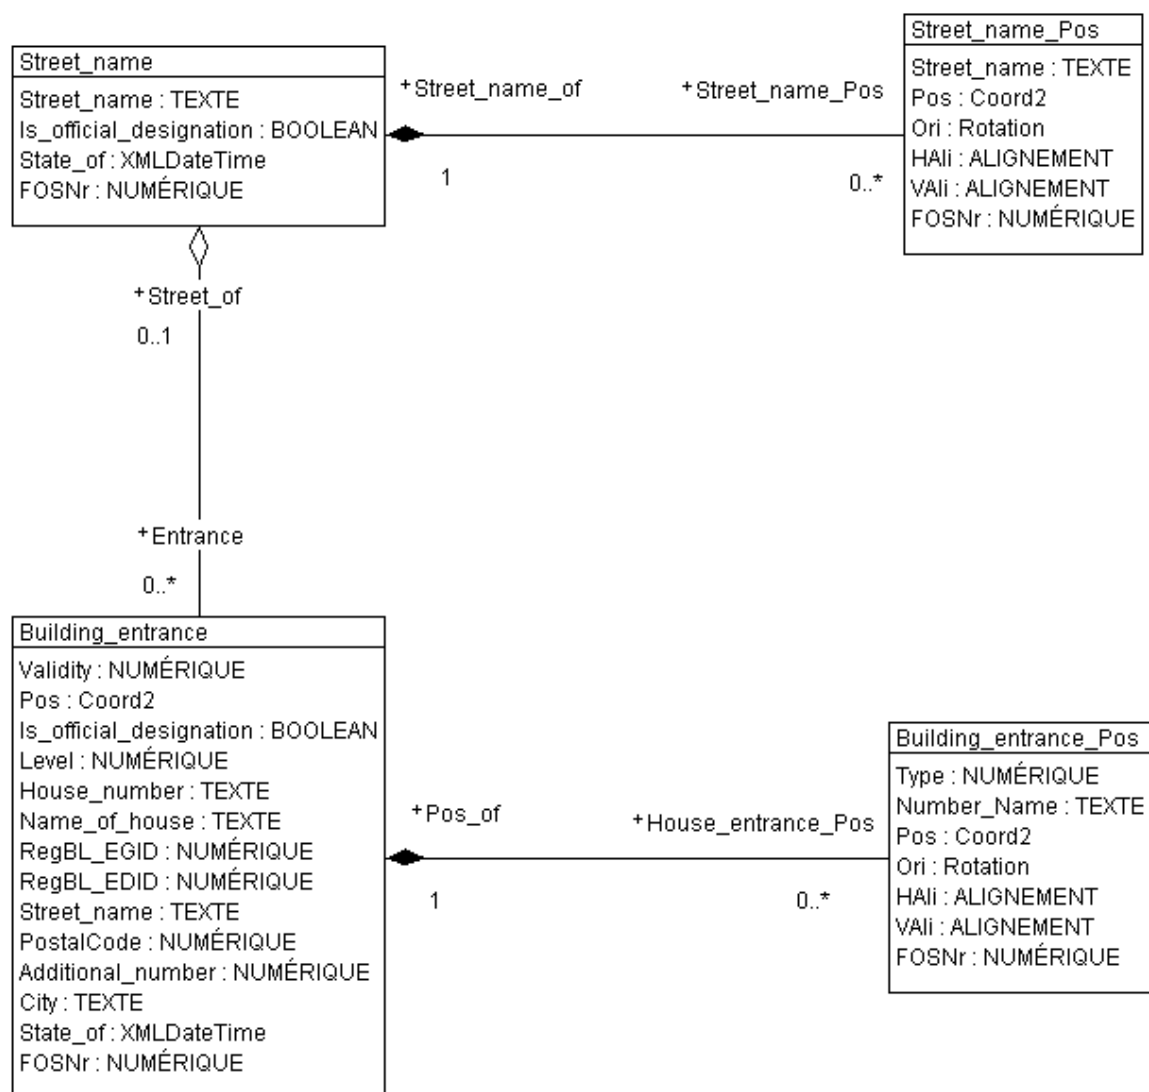 Street_name
Street_name : TEXTE
Is_official_designation : BOOLEAN
State_of : XMLDateTime
FOSNr : NUMÉRIQUE
+Street_name_of
1
+Street_name_Pos
0..*
Street_name_Pos
Street_name : TEXTE
Pos : Coord2
Ori : Rotation
HAli : ALIGNEMENT
VAli : ALIGNEMENT
FOSNr : NUMÉRIQUE
+Street_of
0..1
+Entrance
0..*
Building_entrance
Validity : NUMÉRIQUE
Pos : Coord2
Is_official_designation : BOOLEAN
Level : NUMÉRIQUE
House_number : TEXTE
Name_of_house : TEXTE
RegBL_EGID : NUMÉRIQUE
RegBL_EDID : NUMÉRIQUE
Street_name : TEXTE
PostalCode : NUMÉRIQUE
Additional_number : NUMÉRIQUE
City : TEXTE
State_of : XMLDateTime
FOSNr : NUMÉRIQUE
+Pos_of
1
+House_entrance_Pos
0..*
Building_entrance_Pos
Type : NUMÉRIQUE
Number_Name : TEXTE
Pos : Coord2
Ori : Rotation
HAli : ALIGNEMENT
VAli : ALIGNEMENT
FOSNr : NUMÉRIQUE